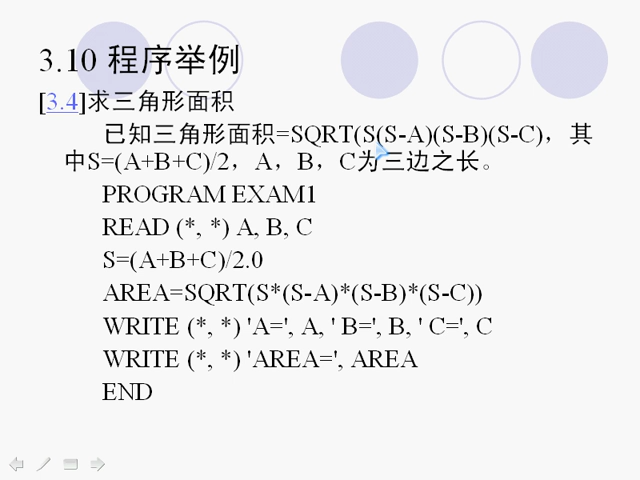 3.10 程序举例
[3.4]求三角形面积
已知三角形面积=SQRT(S(S-A)(S-B)(S-C)，其
中S=(A+B+C)/2，A，B，C为三边之长。
PROGRAM EXAM1
READ (*, *) A, B, C
S=(A+B+C)/2.0
AREA=SQRT(S*(S-A)*(S-B)*(S-C))
WRITE (*, *) 'A=', A, ' B=', B, ' C=', C
WRITE (*, *) 'AREA=', AREA
END